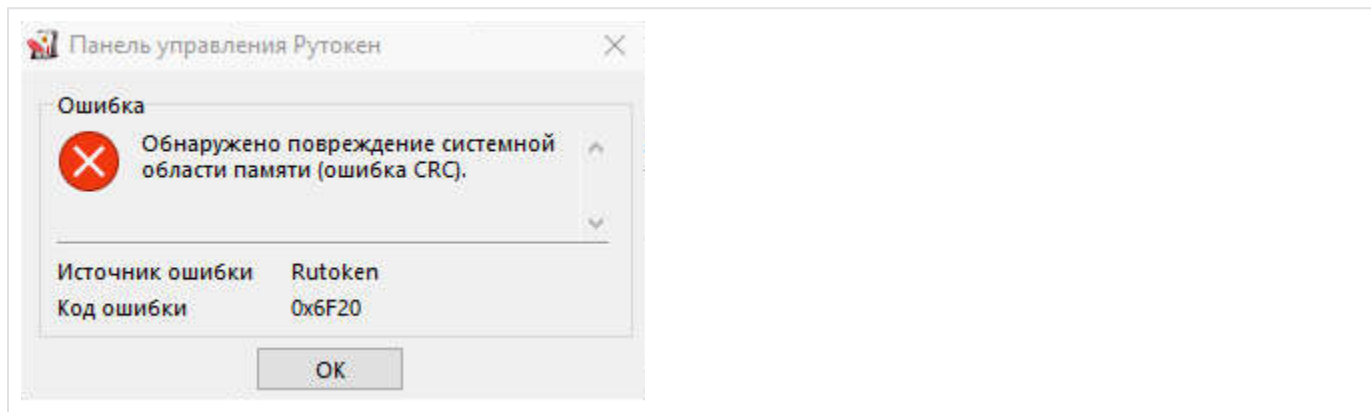 Панель управления Рутокен
Ошибка
Обнаружено повреждение системной
области памяти (ошибка CRC).
Источник ошибки Rutoken
Код ошибки 0x6F20
OK